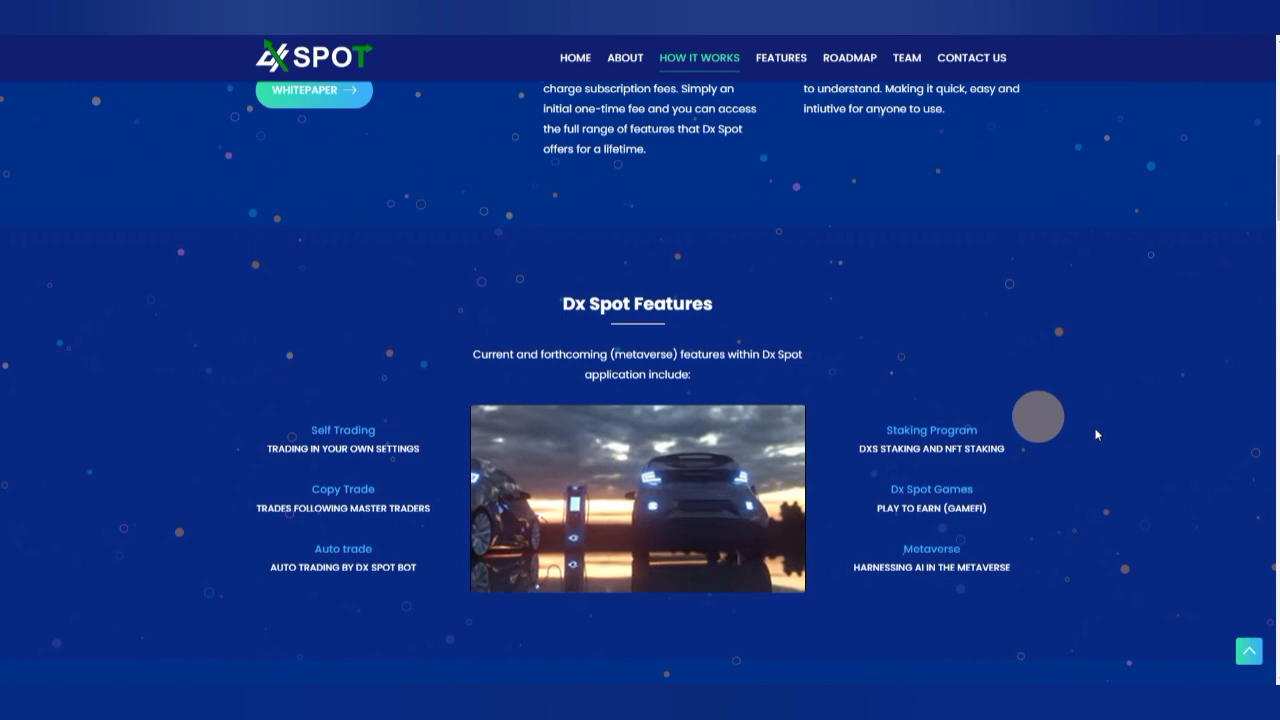 SPOT
HOME ABOUT HOW IT WORKS FEATURES ROADMAP TEAM CONTACT US
WHITEPAPER
charge subscription fees. Simply an
initial one-time fee and you can access
the full range of features that Dx Spot
offers for a lifetime.
to understand. Making it quick, easy and
intiutive for anyone to use.
Dx Spot Features
Current and forthcoming (metaverse) features within Dx Spot
application include:
Self Trading
TRADING IN YOUR OWN SETTINGS
Copy Trade
TRADES FOLLOWING MASTER TRADERS
Auto trade
AUTO TRADING BY DX SPOT BOT
Staking Program
DXS STAKING AND NFT STAKING
Dx Spot Games
PLAY TO EARN (GAMEFI)
Metaverse
HARNESSING AI IN THE METAVERSE